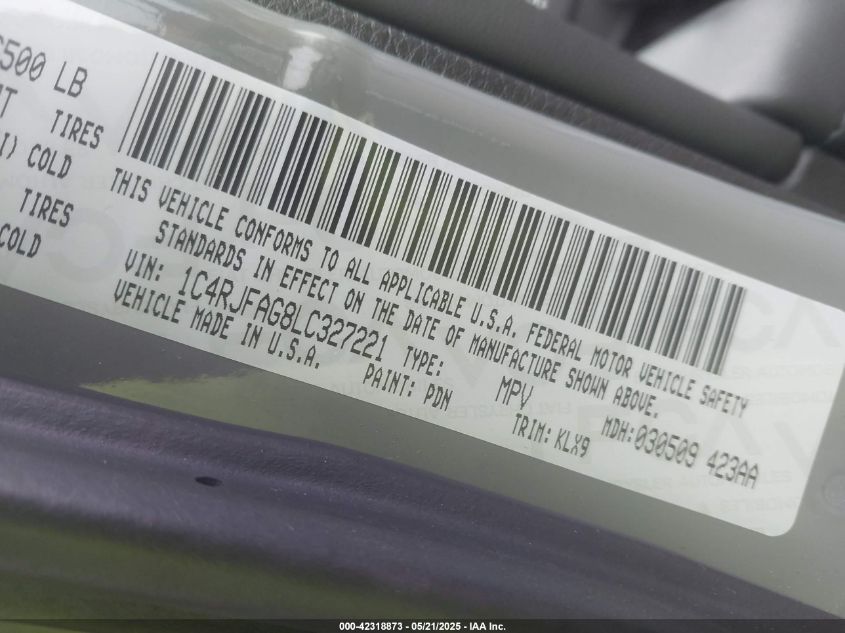 6500 LB
TIRES
COLD
TIRES
COLD
THIS VEHICLE CONFORMS TO ALL APPLICABLE U.S.A. FEDERAL MOTOR VEHICLE SAFETY
STANDARDS IN EFFECT ON THE DATE OF MANUFACTURE SHOWN ABOVE.
VIN: 1C4RJFAG8LC327221 TYPE: MPV MDH: 030509 423AA
VEHICLE MADE IN U.S.A. PAINT: PDN TRIM: KLX9
000-42318873 - 05/21/2025 - IAA Inc.